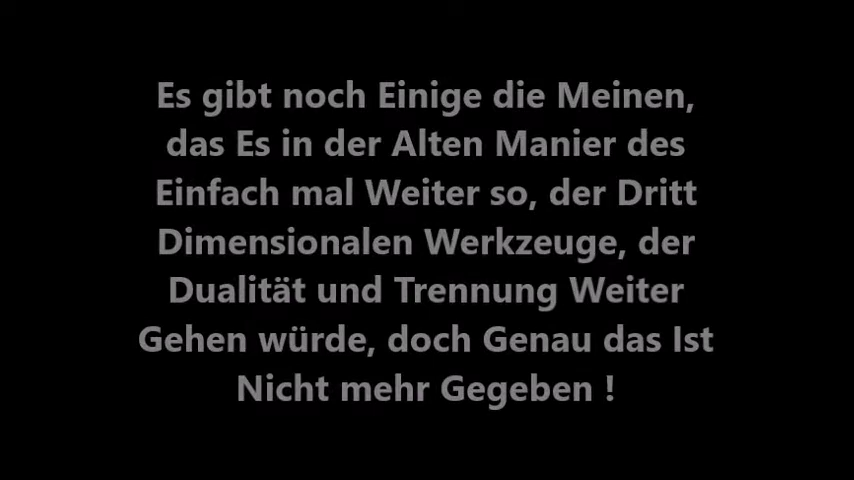 Es gibt noch Einige die Meinen,
das Es in der Alten Manier des
Einfach mal Weiter so, der Dritt
Dimensionalen Werkzeuge, der
Dualität und Trennung Weiter
Gehen würde, doch Genau das Ist
Nicht mehr Gegeben !